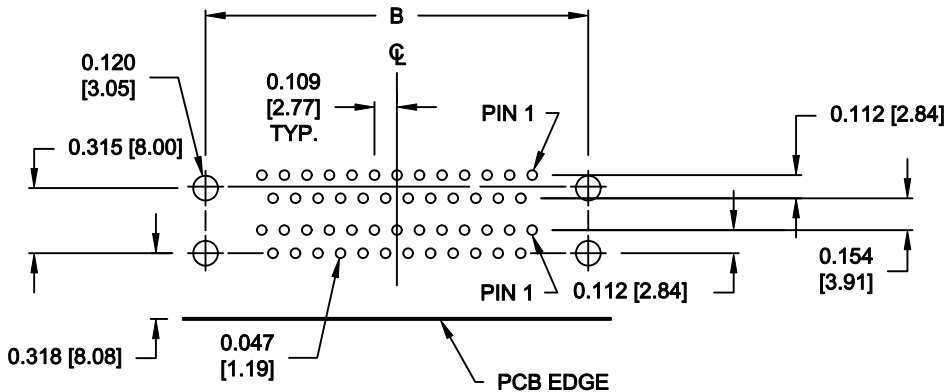 B
℄
0.120
[3.05]
0.109
[2.77]
TYP.
PIN 1
0.112 [2.84]
0.315 [8.00]
0.154
[3.91]
PIN 1
0.112 [2.84]
0.318 [8.08]
0.047
[1.19]
PCB EDGE